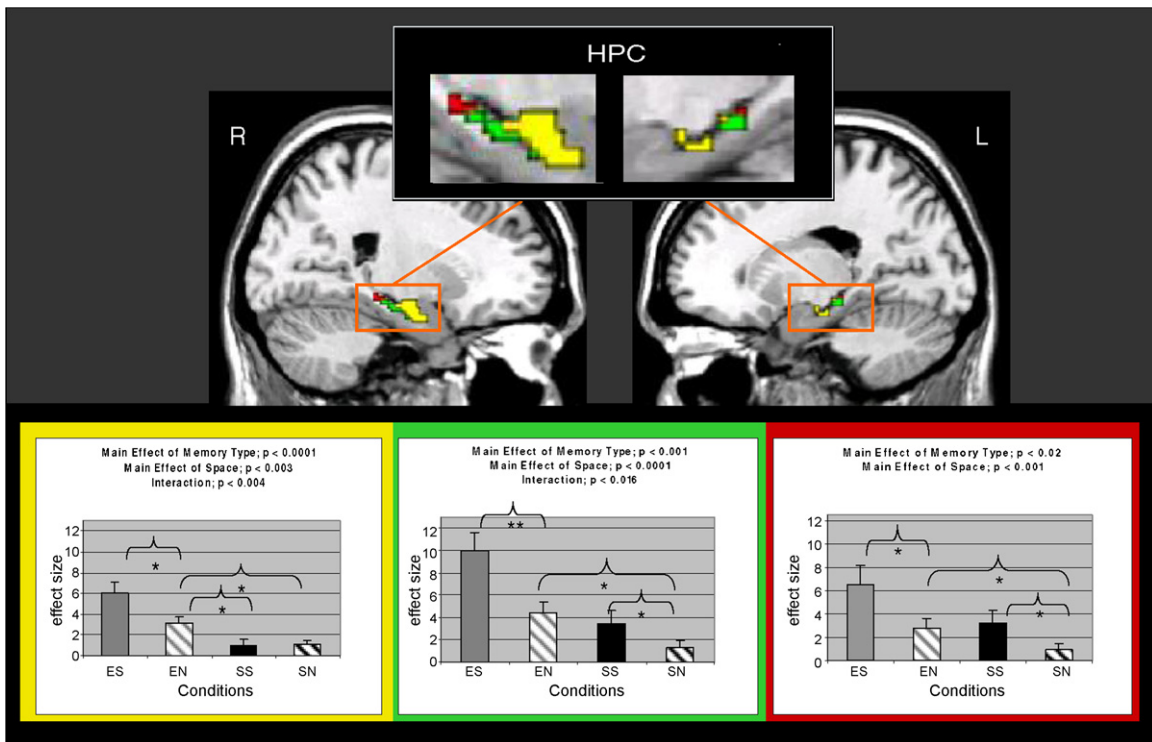 HPC
R
L
Main Effect of Memory Type; p < 0.0001
Main Effect of Space; p < 0.003
Interaction; p < 0.004
12
10
8
6
4
2
0
effect size
*
*
*
ES EN SS SN
Conditions
Main Effect of Memory Type; p < 0.001
Main Effect of Space; p < 0.0001
Interaction; p < 0.016
12
10
8
6
4
2
0
effect size
**
*
*
ES EN SS SN
Conditions
Main Effect of Memory Type; p < 0.02
Main Effect of Space; p < 0.001
12
10
8
6
4
2
0
effect size
*
*
*
ES EN SS SN
Conditions